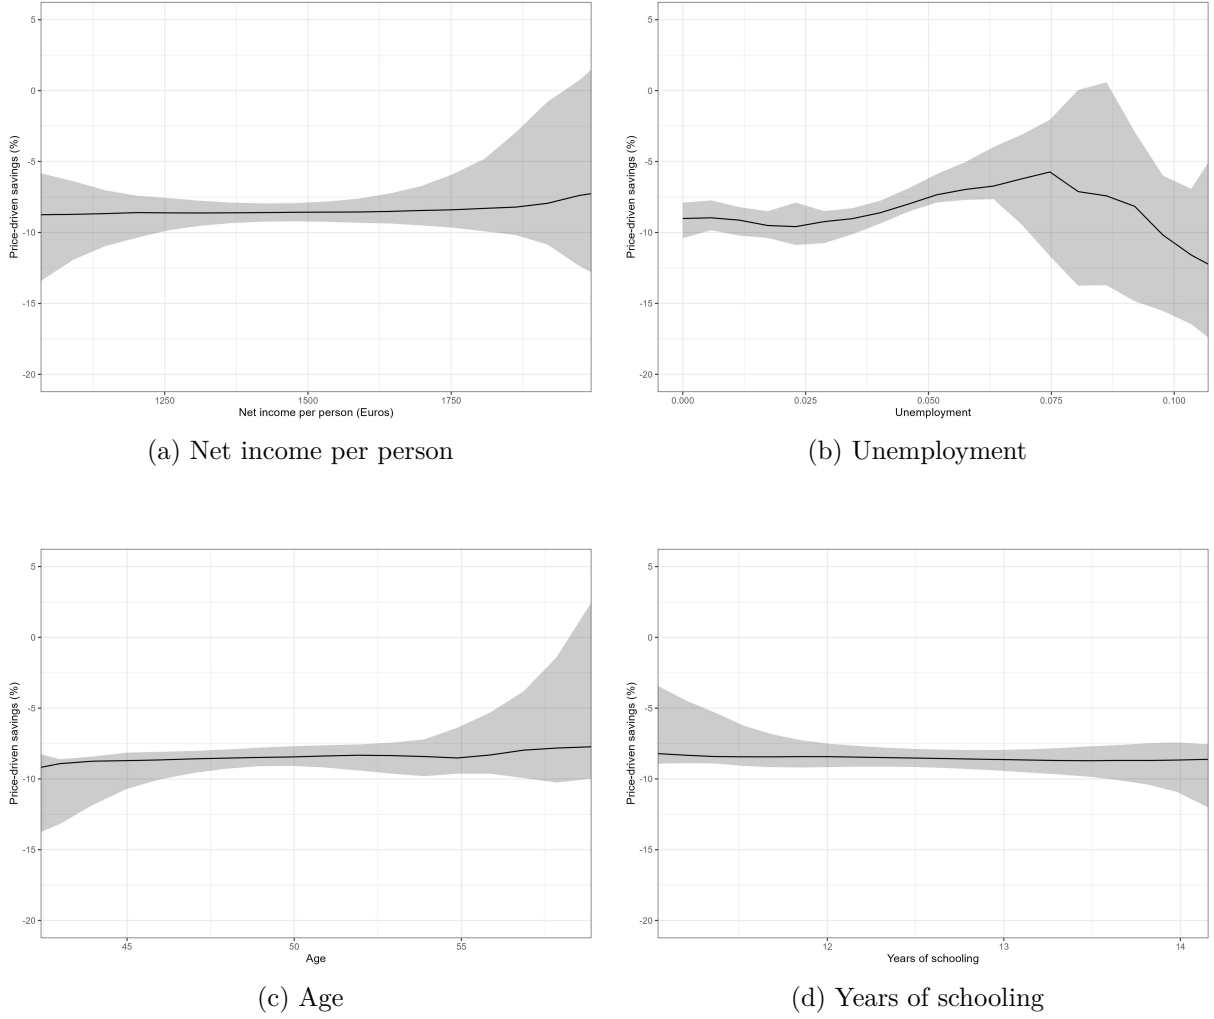 Price-driven savings (%)
5
0
-5
-10
-15
-20
1250 1500 1750
Net income per person (Euros)
(a) Net income per person
Price-driven savings (%)
5
0
-5
-10
-15
-20
0.000 0.025 0.050 0.075 0.100
Unemployment
(b) Unemployment
Price-driven savings (%)
5
0
-5
-10
-15
-20
45 50 55
Age
(c) Age
Price-driven savings (%)
5
0
-5
-10
-15
-20
12 13 14
Years of schooling
(d) Years of schooling